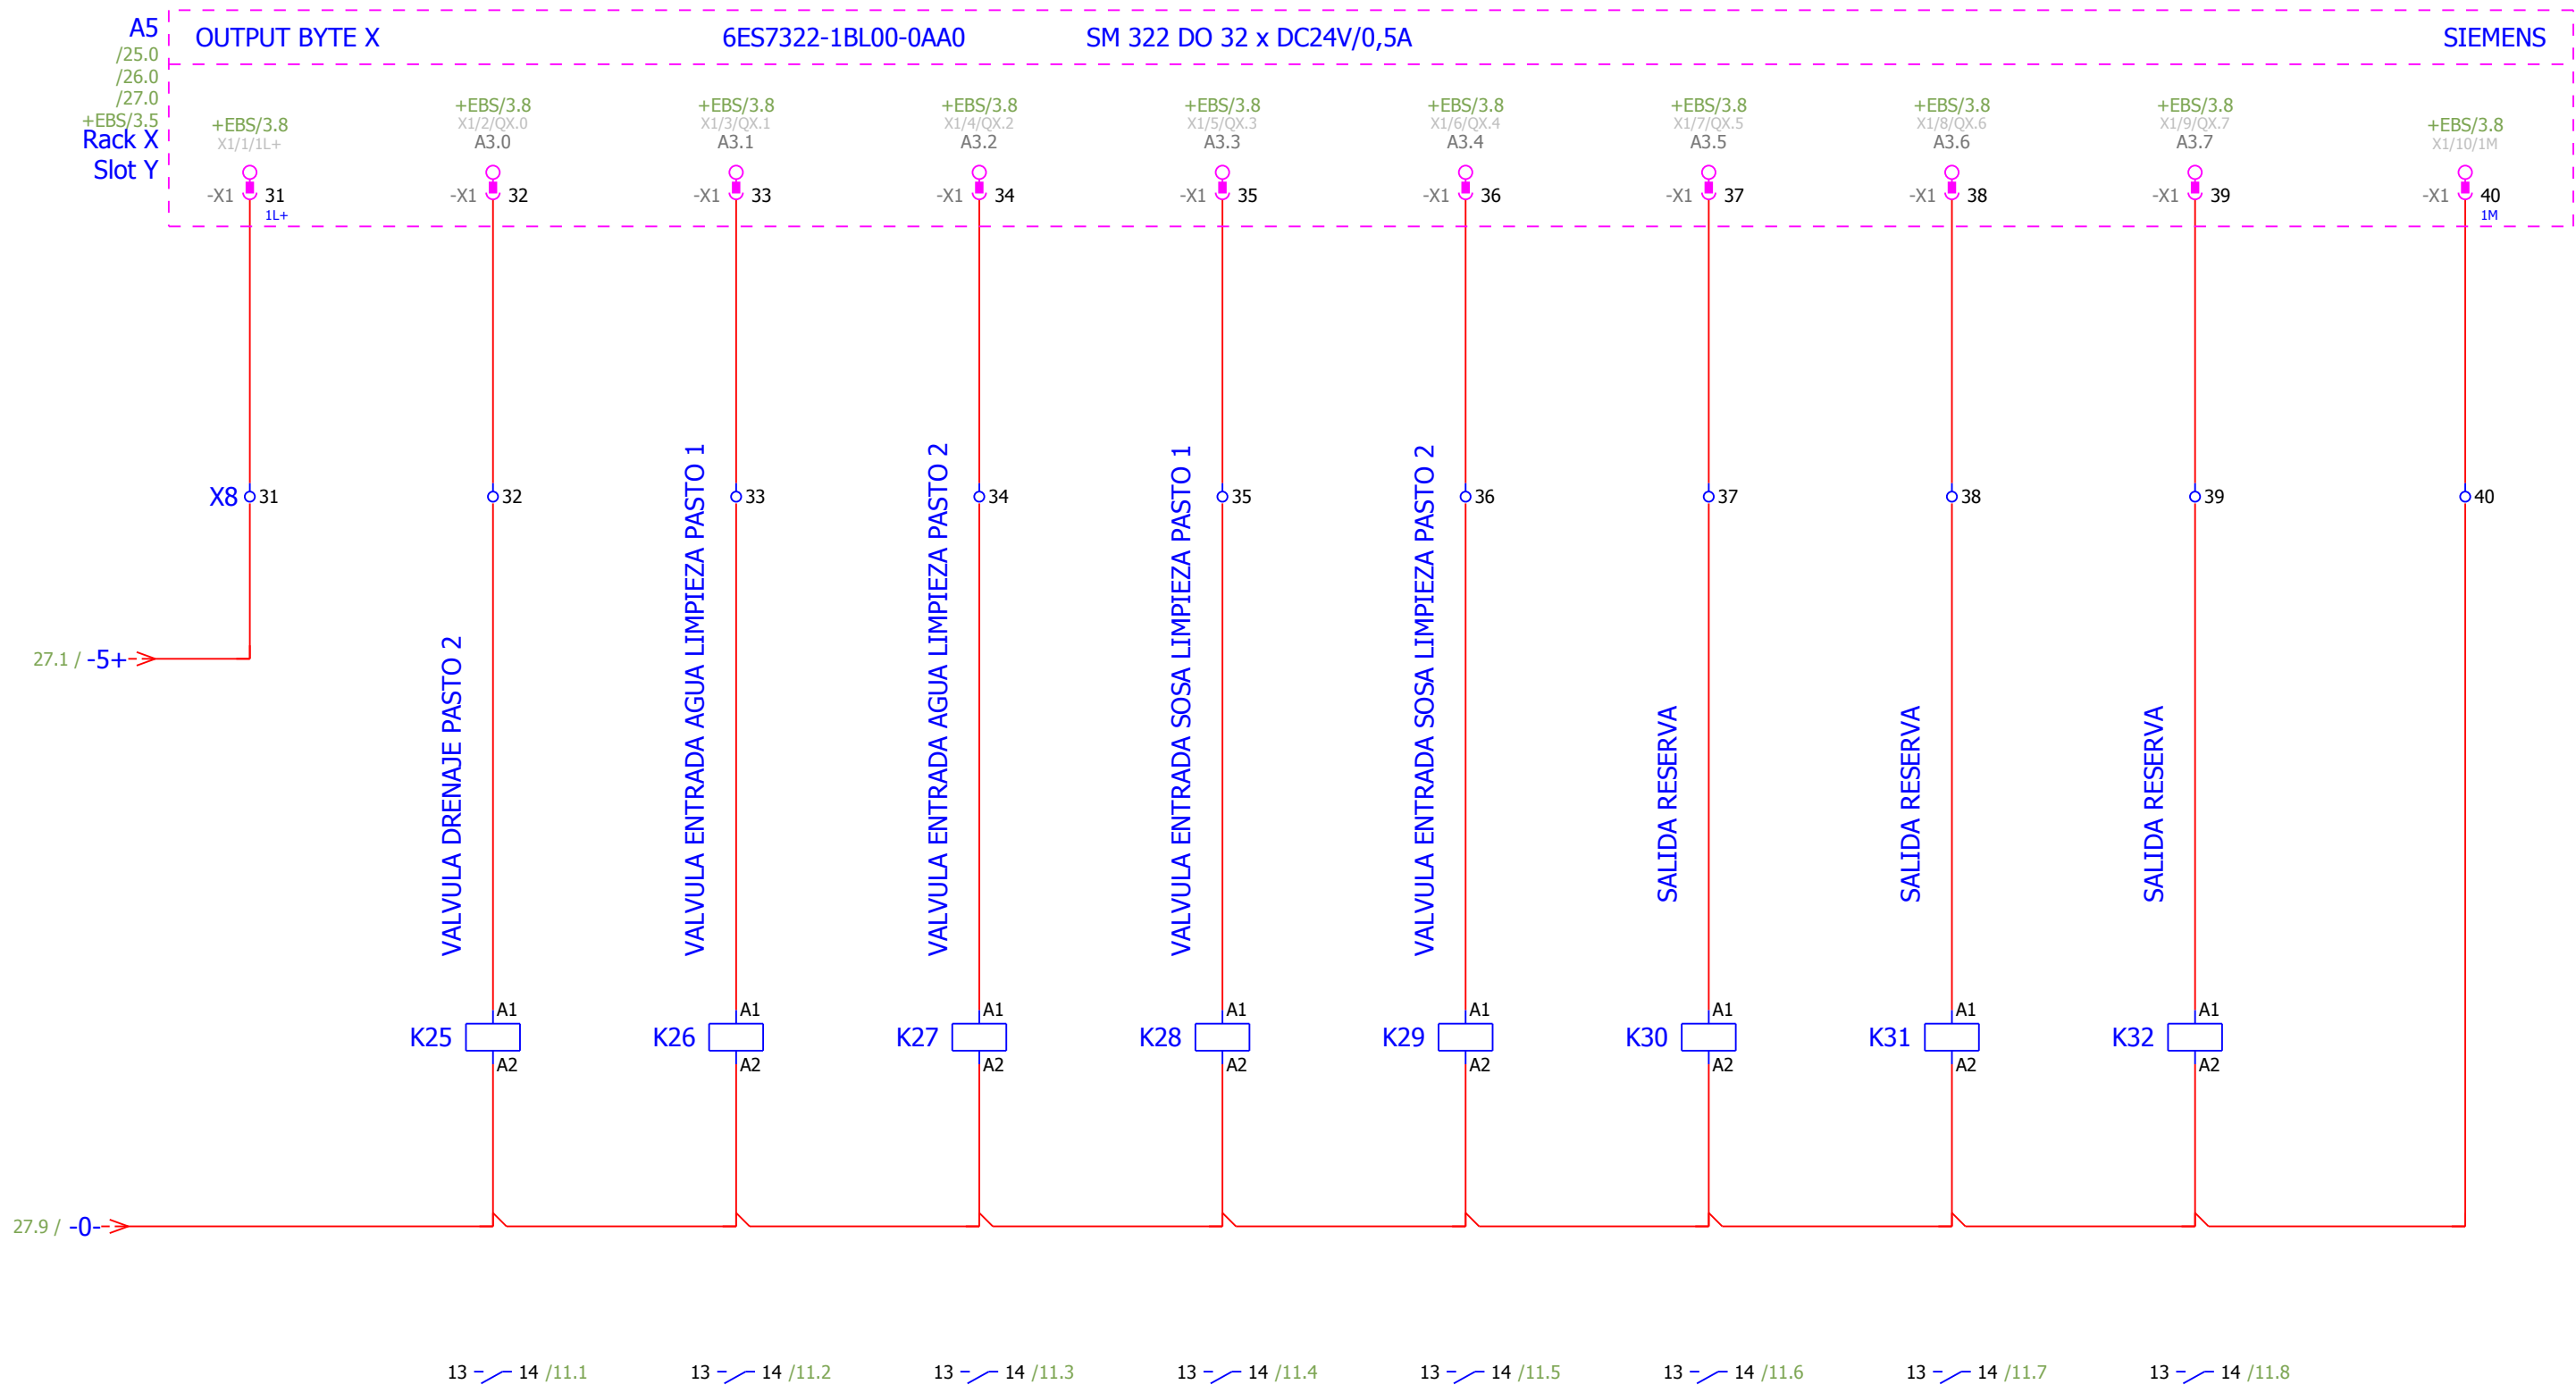 A5 OUTPUT BYTE X 6ES7322-1BL00-0AA0 SM 322 DO 32 x DC24V/0,5A SIEMENS
/25.0
/26.0
/27.0
+EBS/3.5
Rack X
Slot Y
+EBS/3.8 +EBS/3.8 +EBS/3.8 +EBS/3.8 +EBS/3.8 +EBS/3.8 +EBS/3.8 +EBS/3.8 +EBS/3.8 +EBS/3.8
X1/1/1L+ X1/2/QX.0 X1/3/QX.1 X1/4/QX.2 X1/5/QX.3 X1/6/QX.4 X1/7/QX.5 X1/8/QX.6 X1/9/QX.7 X1/10/1M
A3.0 A3.1 A3.2 A3.3 A3.4 A3.5 A3.6 A3.7
-X1 31 -X1 32 -X1 33 -X1 34 -X1 35 -X1 36 -X1 37 -X1 38 -X1 39 -X1 40
1L+ 1M
X8 31 32 33 34 35 36 37 38 39 40
27.1 / -5+
VALVULA DRENAJE PASTO 2
VALVULA ENTRADA AGUA LIMPIEZA PASTO 1
VALVULA ENTRADA AGUA LIMPIEZA PASTO 2
VALVULA ENTRADA SOSA LIMPIEZA PASTO 1
VALVULA ENTRADA SOSA LIMPIEZA PASTO 2
SALIDA RESERVA
SALIDA RESERVA
SALIDA RESERVA
A1 A1 A1 A1 A1 A1 A1 A1
K25 K26 K27 K28 K29 K30 K31 K32
A2 A2 A2 A2 A2 A2 A2 A2
27.9 / -0-
13 14 /11.1 13 14 /11.2 13 14 /11.3 13 14 /11.4 13 14 /11.5 13 14 /11.6 13 14 /11.7 13 14 /11.8